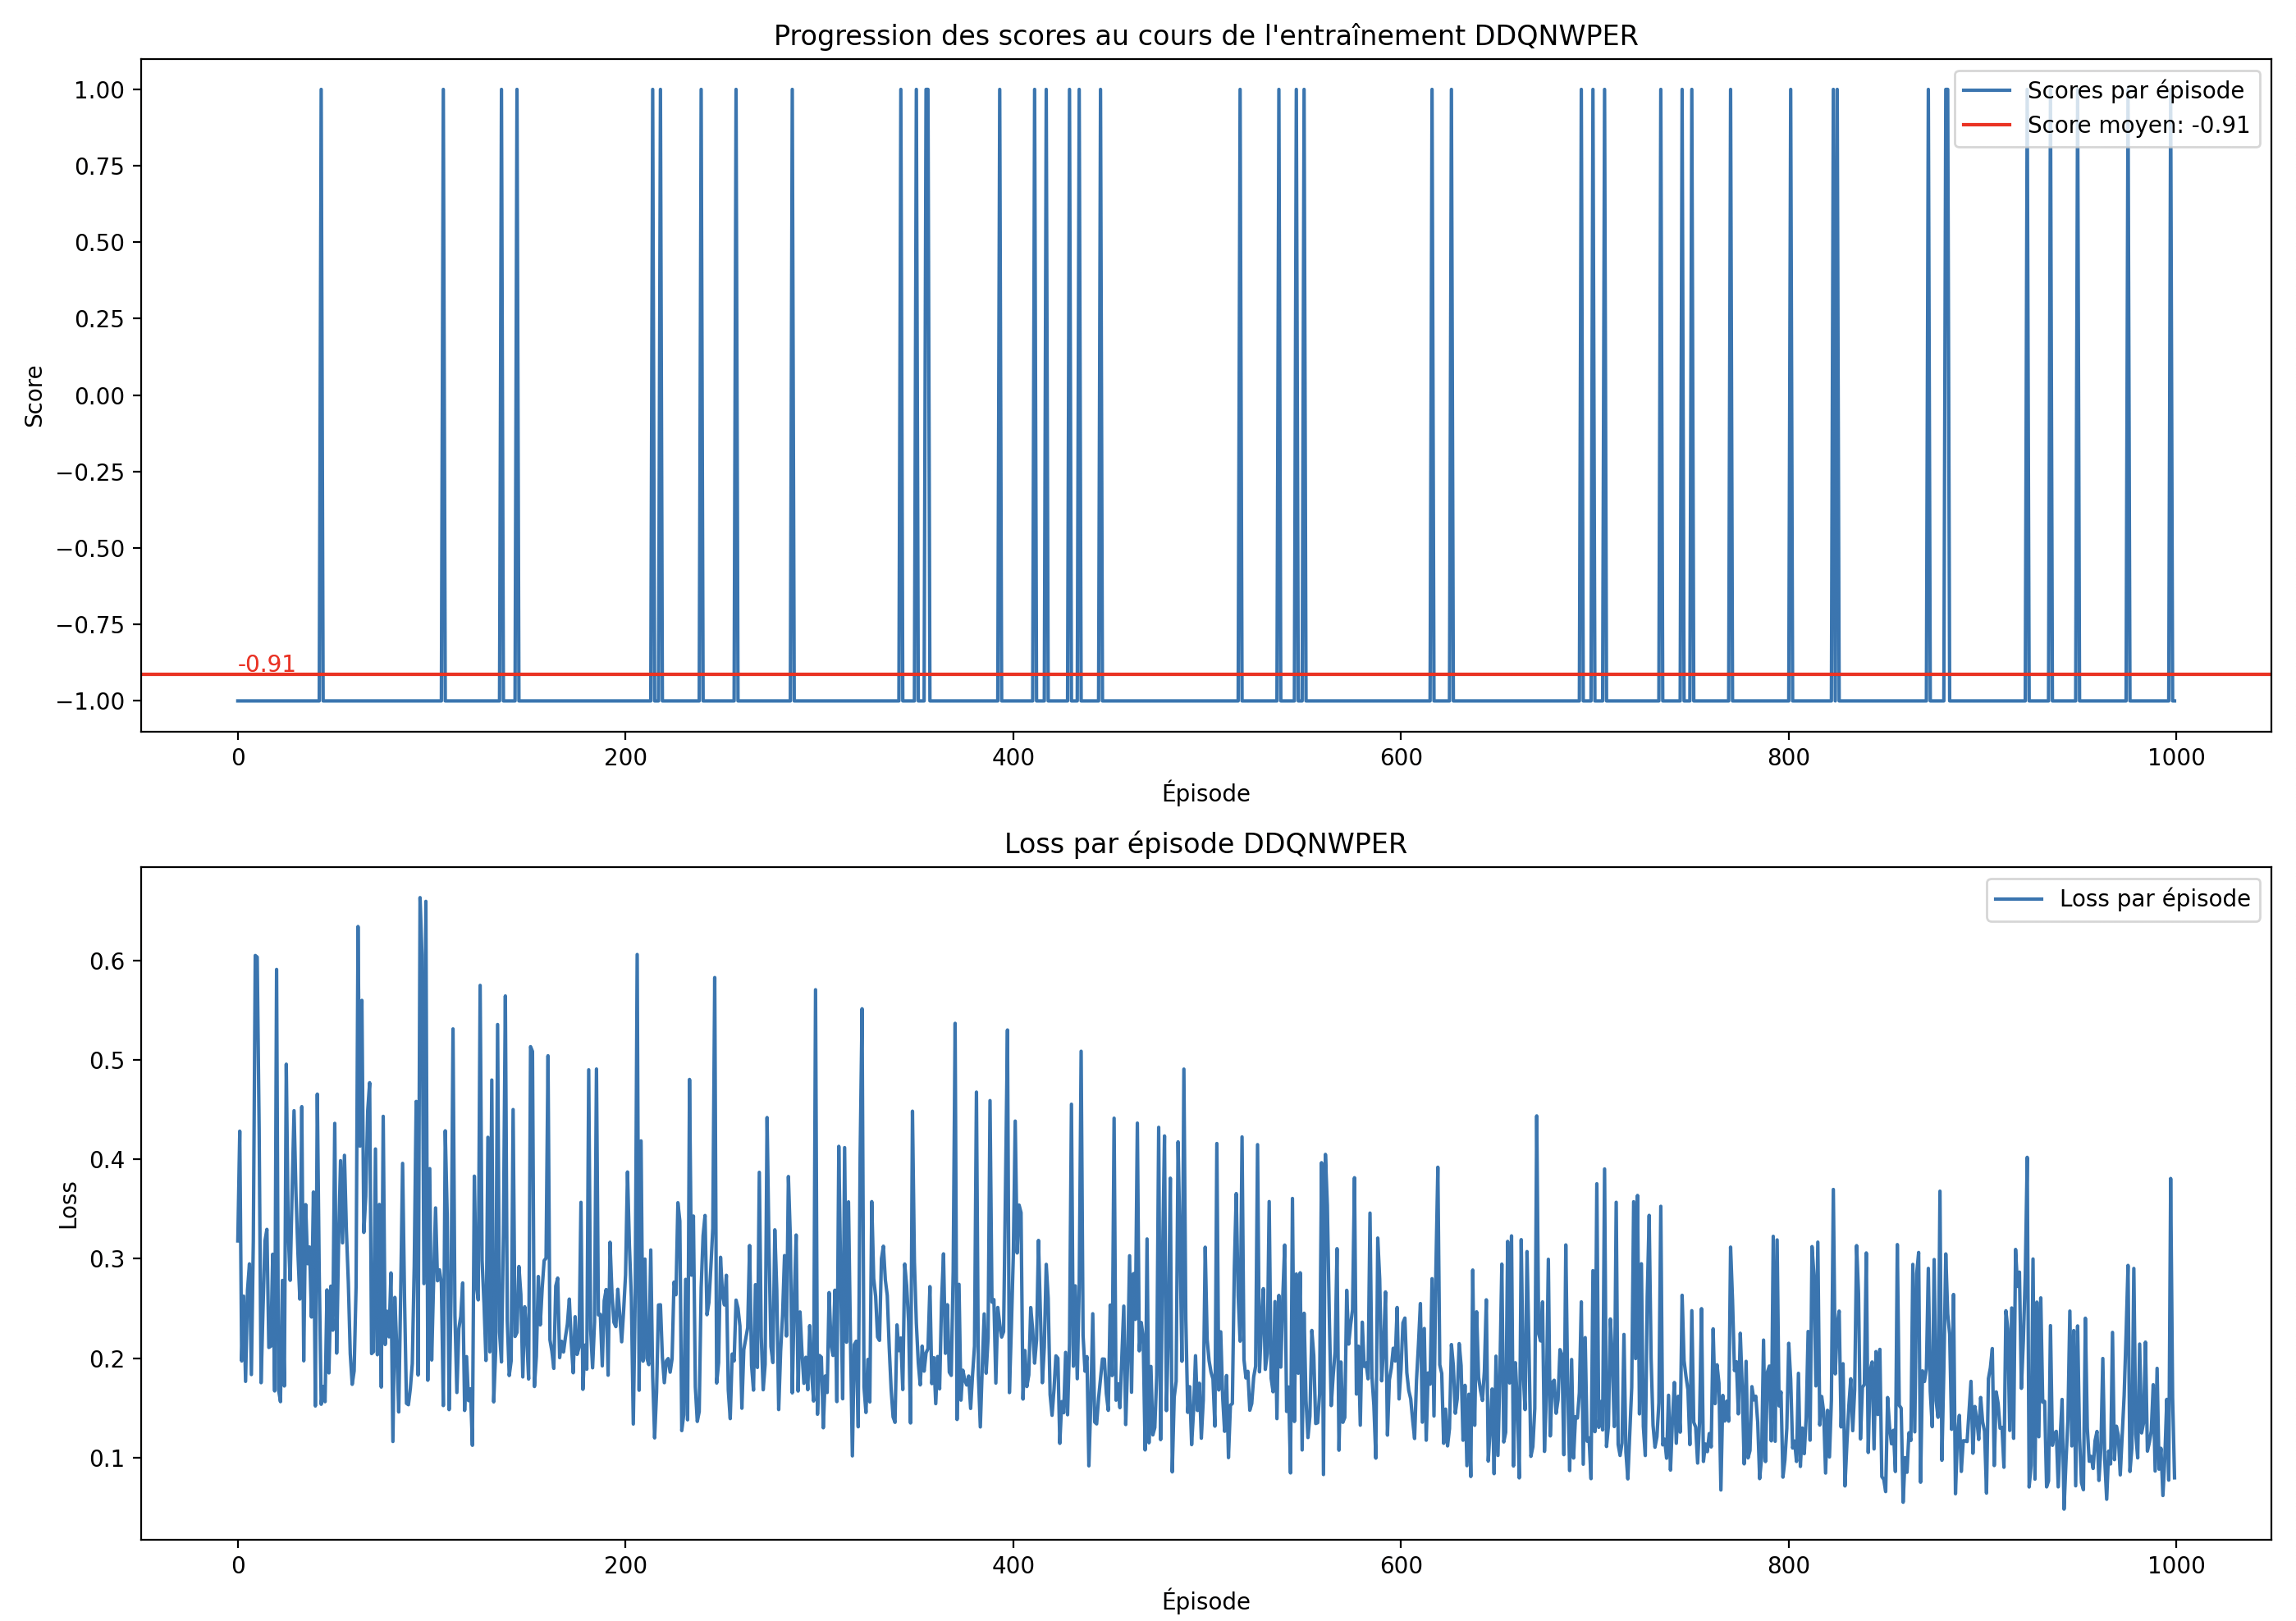 Progression des scores au cours de l'entraînement DDQNWPER
Scores par épisode
Score moyen: -0.91
1.00
0.75
0.50
0.25
0.00
−0.25
−0.50
−0.75
−1.00
Score
-0.91
0 200 400 600 800 1000
Épisode
Loss par épisode DDQNWPER
Loss par épisode
0.6
0.5
0.4
0.3
0.2
0.1
Loss
0 200 400 600 800 1000
Épisode